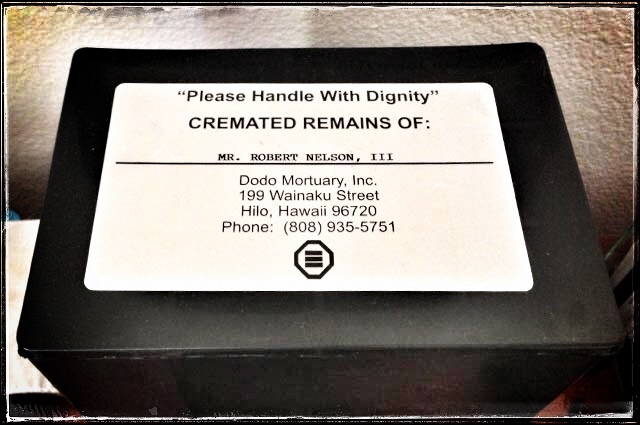 "Please Handle With Dignity"
CREMATED REMAINS OF:
MR. ROBERT NELSON, III
Dodo Mortuary, Inc.
199 Wainaku Street
Hilo, Hawaii 96720
Phone: (808) 935-5751